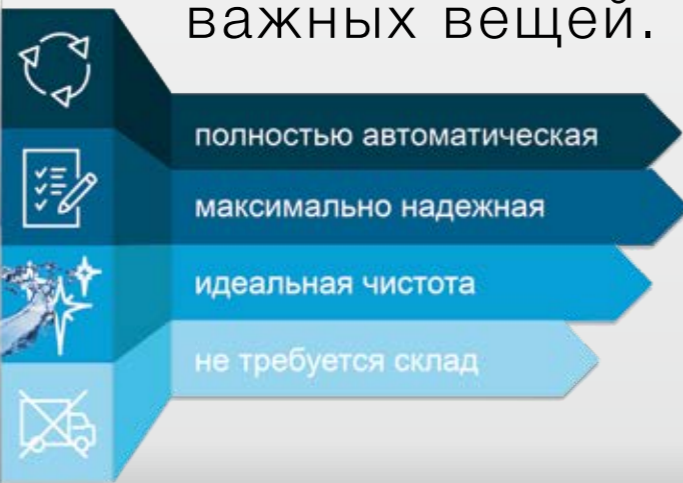 важных вещей.
полностью автоматическая
максимально надежная
идеальная чистота
не требуется склад